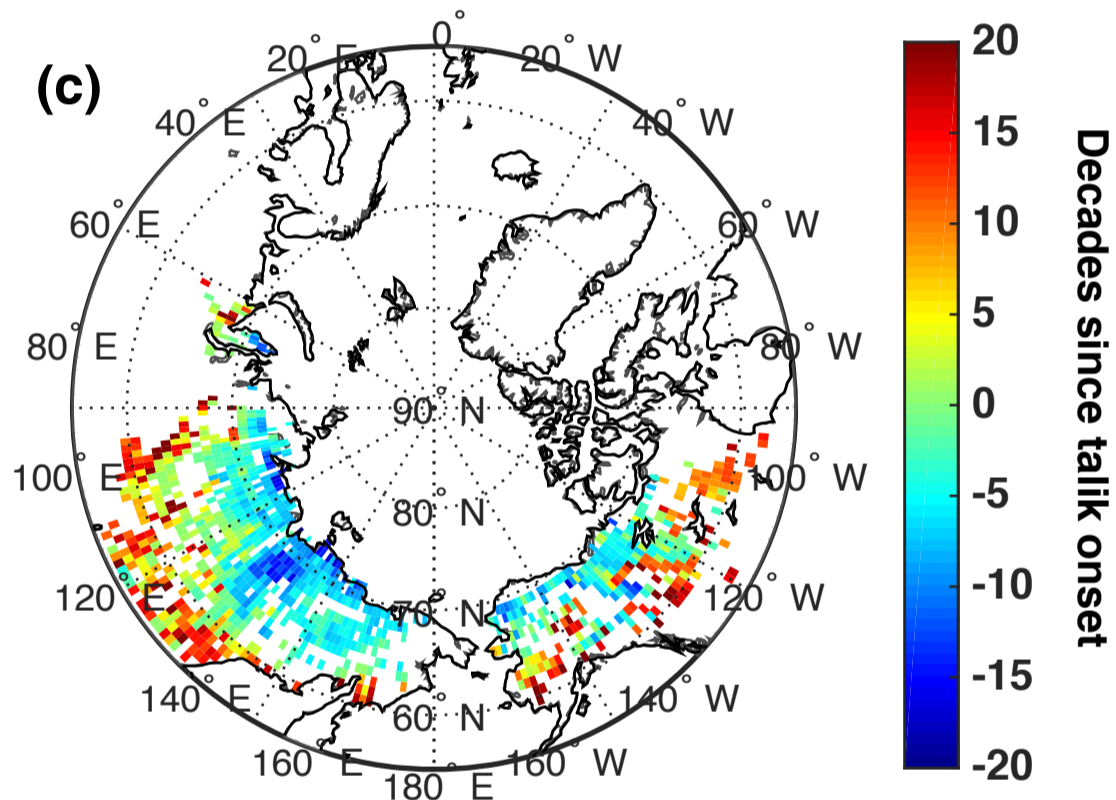 (c)
0°
20° E
20° W
40° E
40° W
60° E
60° W
80° E
80° W
90° N
100° E
100° W
80° N
120° E
120° W
70° N
140° E
140° W
60° N
160° E
160° W
180° E
20
15
10
5
0
-5
-10
-15
-20
Decades since talik onset